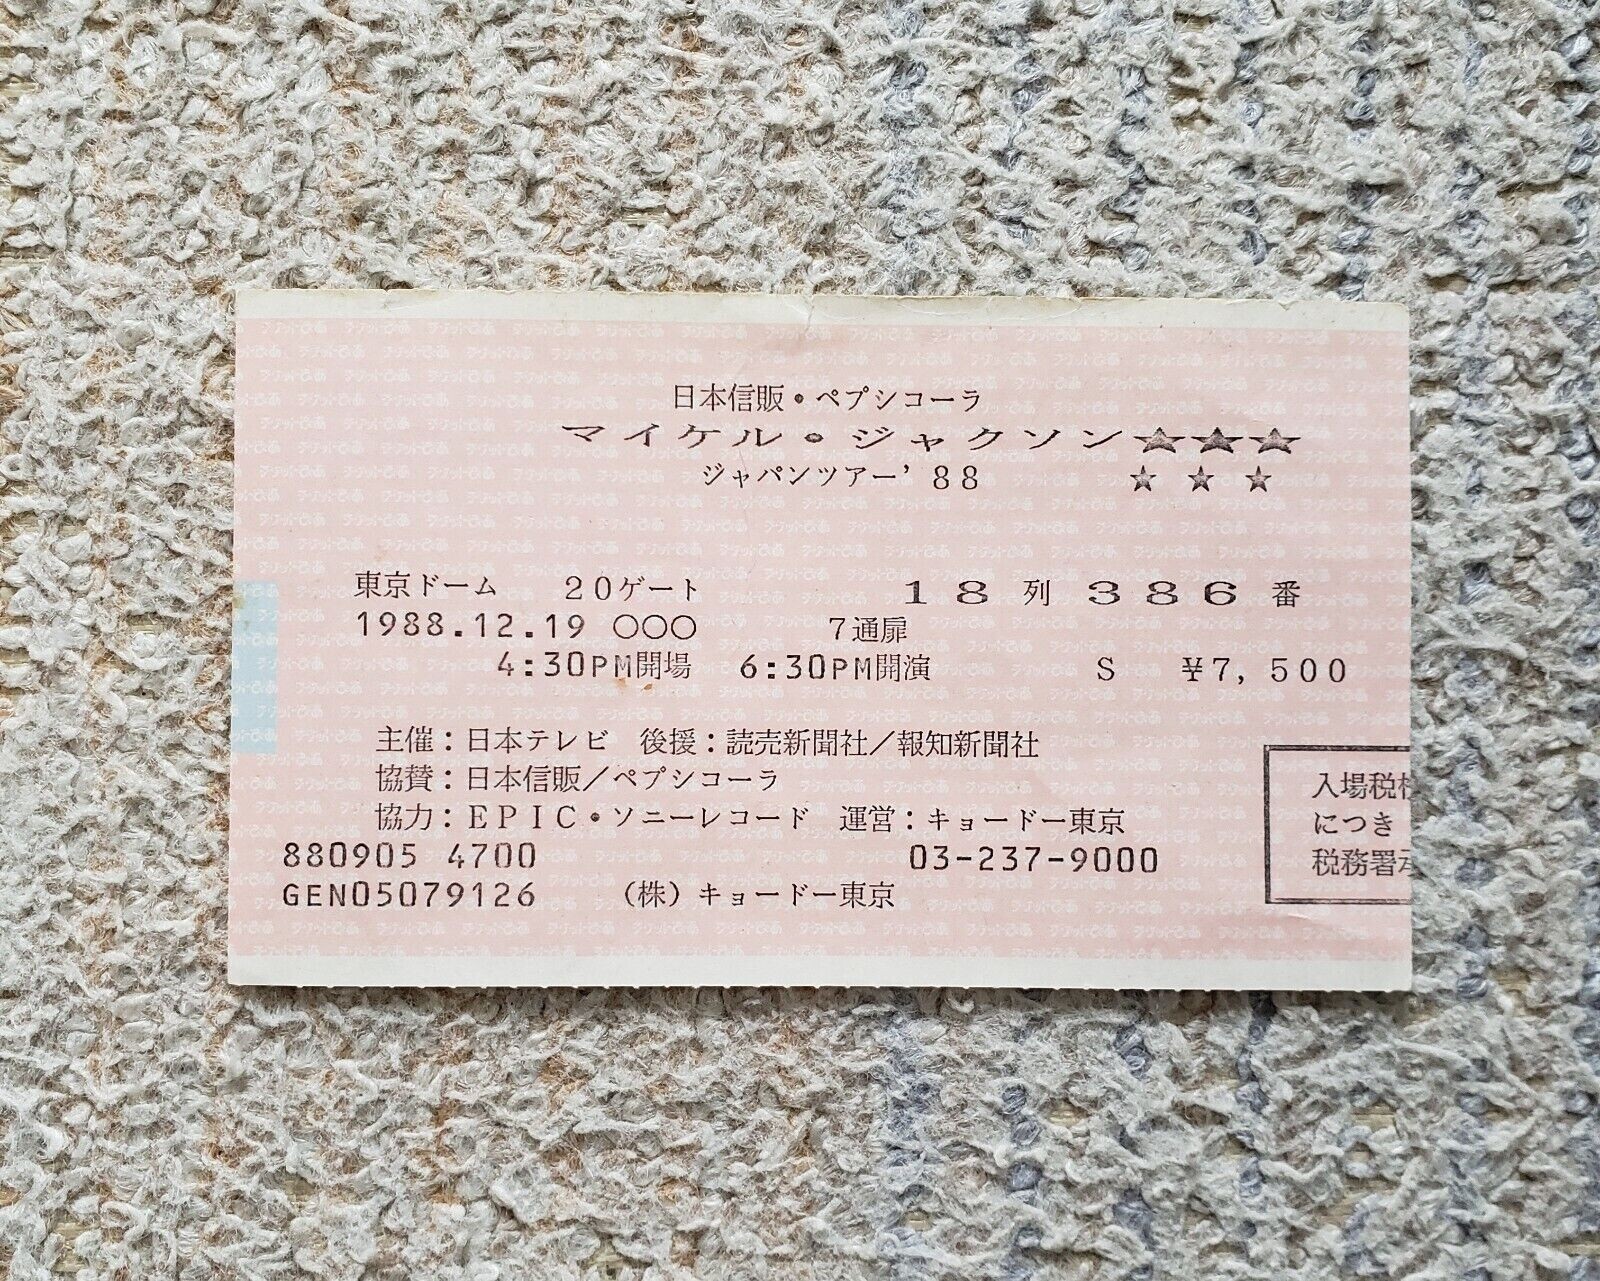 日本信販・ペプシコーラ
マイケル・ジャクソン☆☆☆
ジャパンツアー'88 ☆ ☆ ☆
東京ドーム 20ゲート 18列 386番
1988.12.19 ○○○ 7通扉
4:30PM開場 6:30PM開演 S ¥7,500
主催:日本テレビ 後援:読売新聞社/報知新聞社
協賛:日本信販/ペプシコーラ
協力:EPIC・ソニーレコード 運営:キョードー東京
880905 4700 03-237-9000
GEN05079126 (株)キョードー東京
入場税
につき
税務署
チケットぴあ